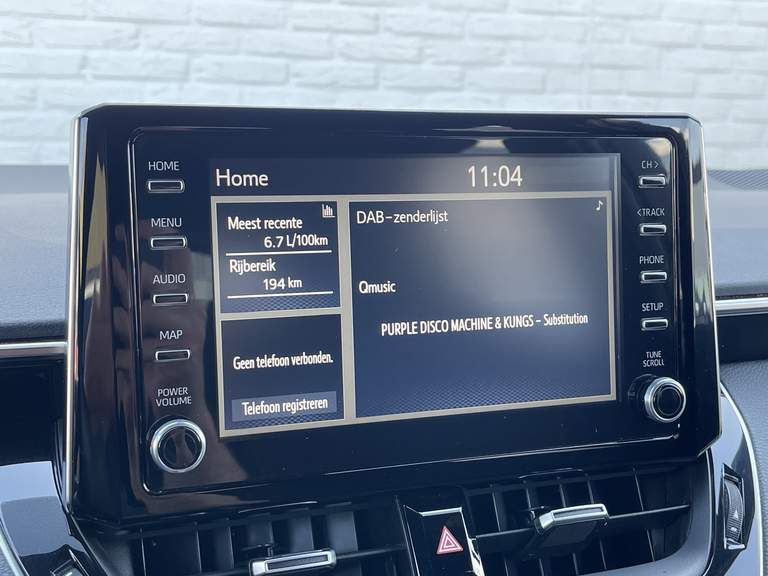 HOME
MENU
AUDIO
MAP
POWER
VOLUME
Home
11:04
Meest recente
6.7 L/100km
Rijbereik
194 km
Geen telefoon verbonden.
Telefoon registreren
DAB-zenderlijst
Qmusic
PURPLE DISCO MACHINE & KUNGS - Substitution
CH >
< TRACK
PHONE
SETUP
TUNE
SCROLL